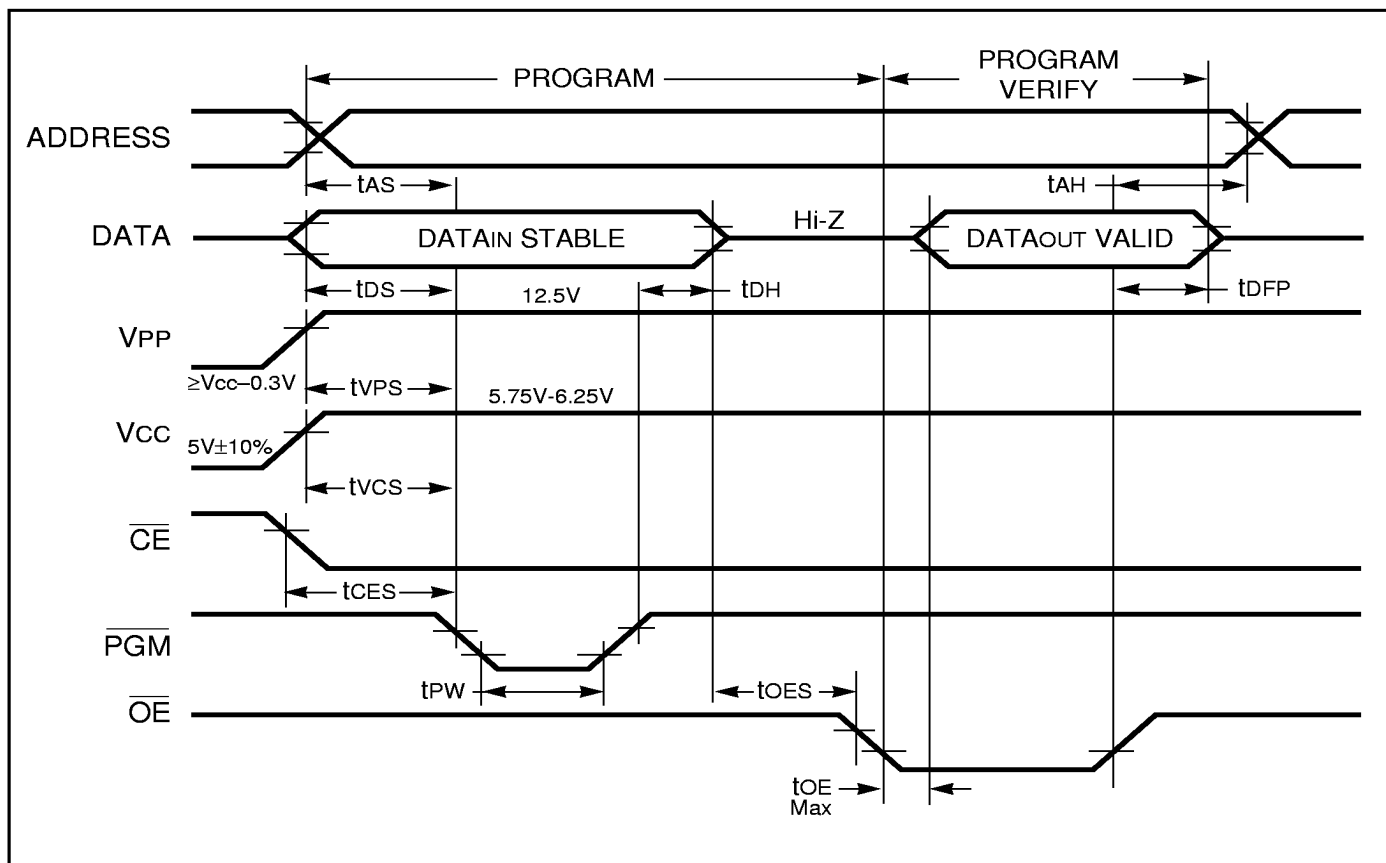 PROGRAM
PROGRAM
VERIFY
ADDRESS
tAS
tAH
DATA
DATAIN STABLE
Hi-Z
DATAOUT VALID
tDS
12.5V
tDH
tDFP
VPP
≥Vcc–0.3V
tVPS
5.75V-6.25V
VCC
5V±10%
tVCS
CE
tCES
PGM
tPW
tOES
OE
tOE
Max